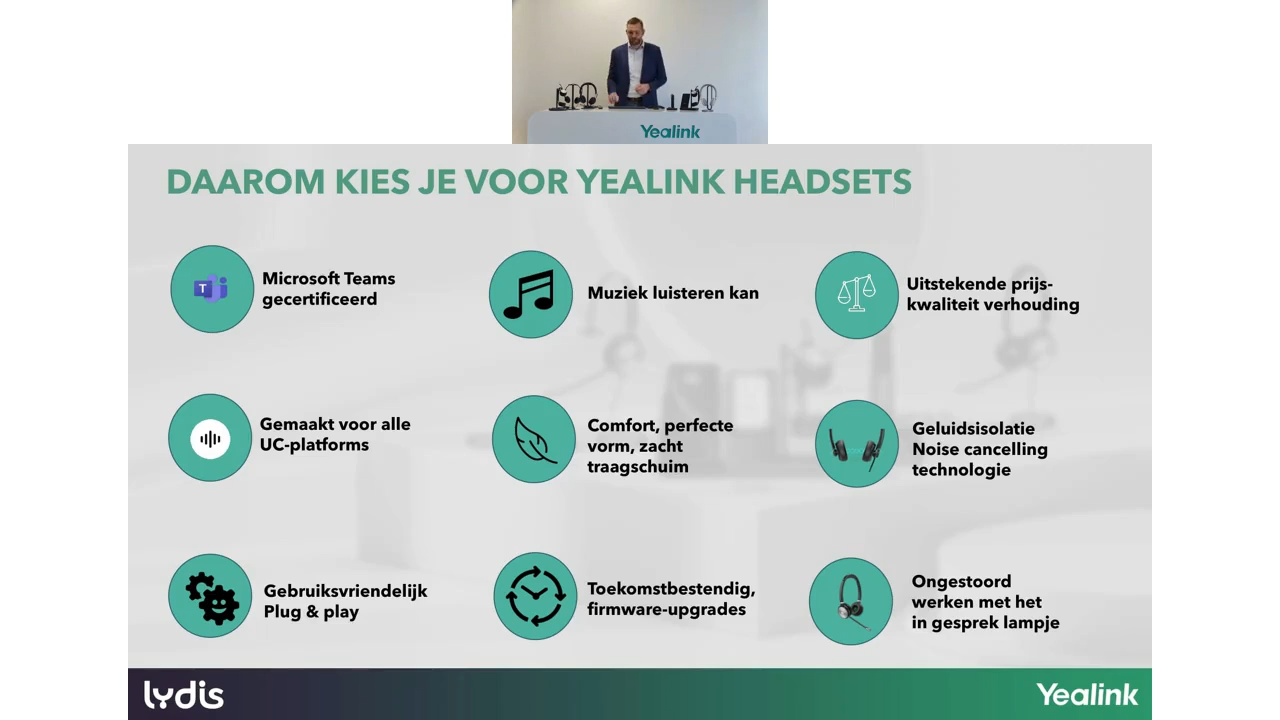 Yealink
DAAROM KIES JE VOOR YEALINK HEADSETS
T
Microsoft Teams
gecertificeerd
Muziek luisteren kan
Uitstekende prijs-
kwaliteit verhouding
Gemaakt voor alle
UC-platforms
Comfort, perfecte
vorm, zacht
traagschuim
Geluidsisolatie
Noise cancelling
technologie
Gebruiksvriendelijk
Plug & play
Toekomstbestendig,
firmware-upgrades
Ongestoord
werken met het
in gesprek lampje
lydis
Yealink